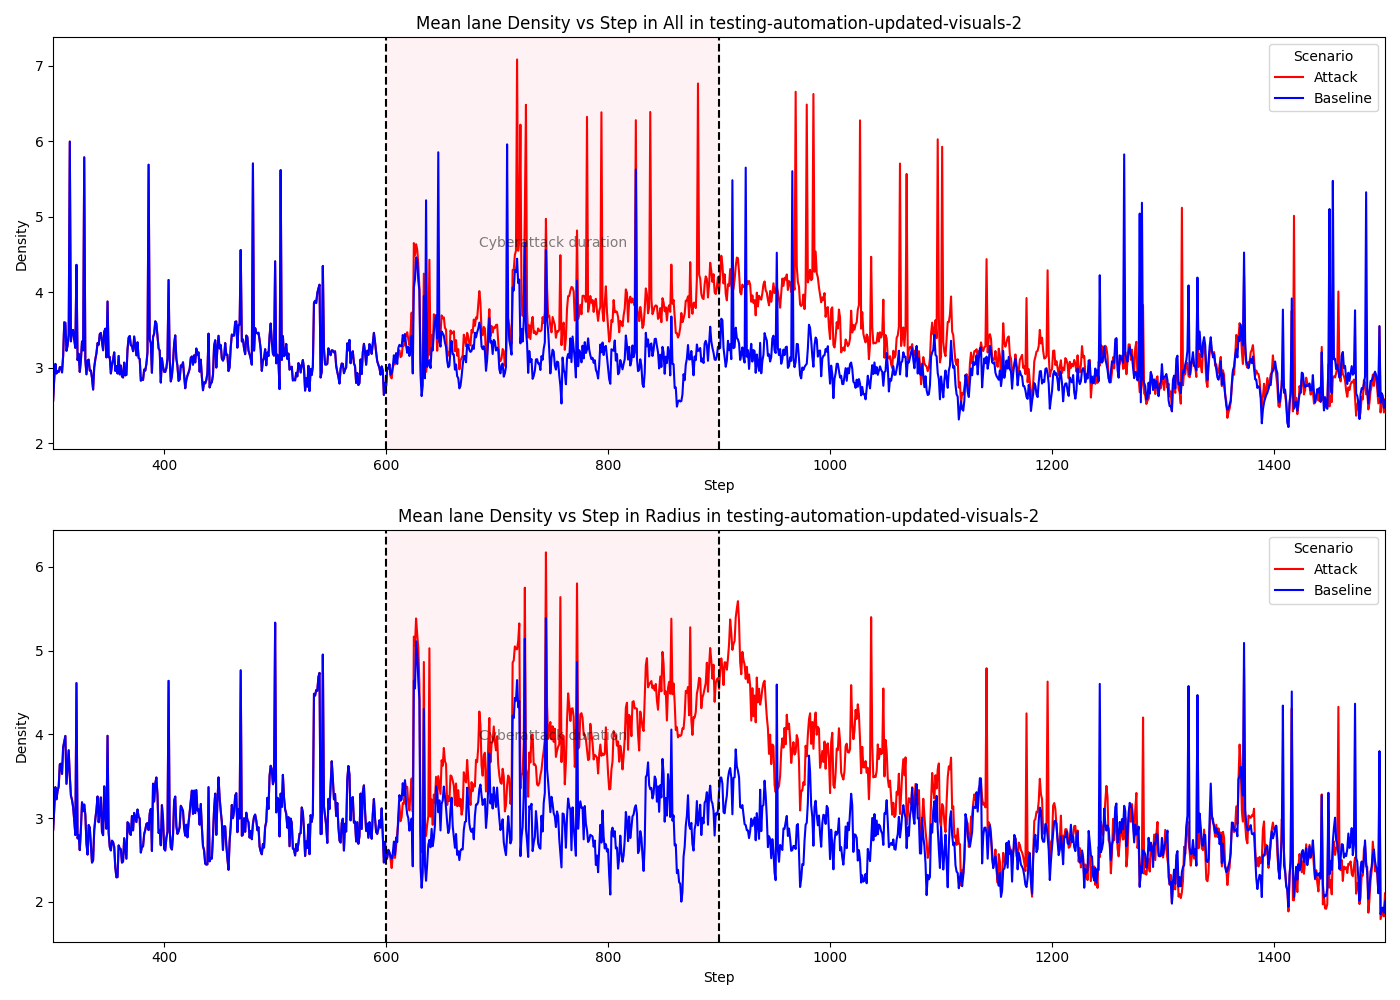 Mean lane Density vs Step in All in testing-automation-updated-visuals-2
Density
7
6
5
4
3
2
Cyberattack duration
Scenario
Attack
Baseline
400
600
800
1000
1200
1400
Step
Mean lane Density vs Step in Radius in testing-automation-updated-visuals-2
Density
6
5
4
3
2
Cyberattack duration
Scenario
Attack
Baseline
400
600
800
1000
1200
1400
Step